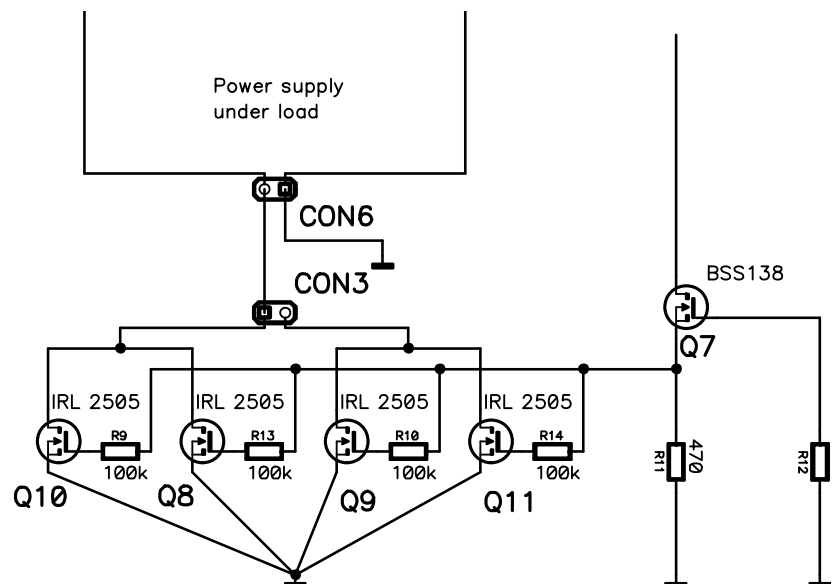 Power supply
under load
CON6
CON3
BSS138
Q7
IRL 2505
IRL 2505
IRL 2505
IRL 2505
R9
R13
R10
R14
100k
100k
100k
100k
R11
470
R12
Q10
Q8
Q9
Q11